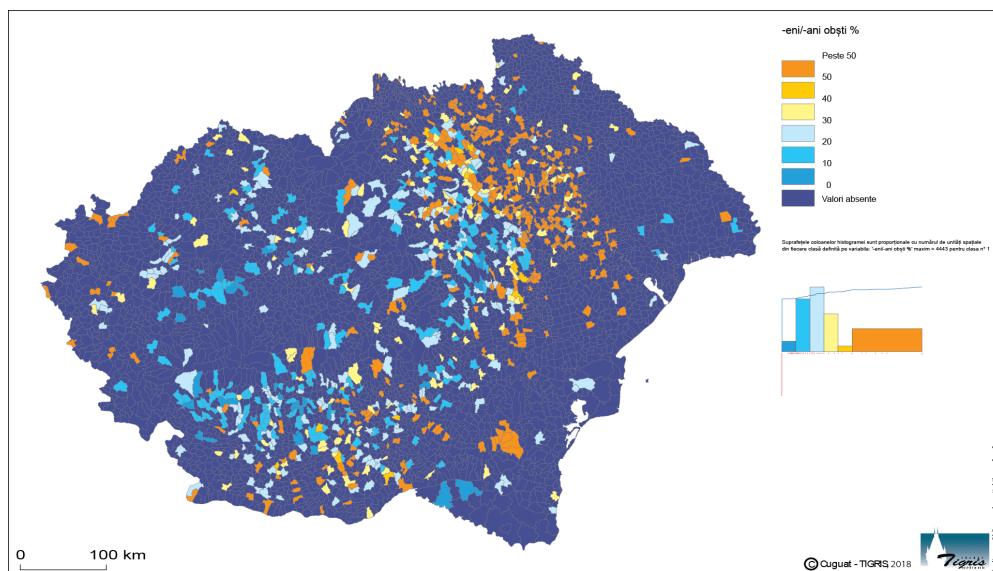 -eni/-ani obști %
Peste 50
50
40
30
20
10
0
Valori absente
Suprafețele coloanelor histogramei sunt proporționale cu numărul de unități spațiale
din fiecare clasă definită pe variabila: '-eni/-ani obști %' maxim = 4443 pentru clasa n° 1
0 100 km
© Cuguat - TIGRIS, 2018
Tigris